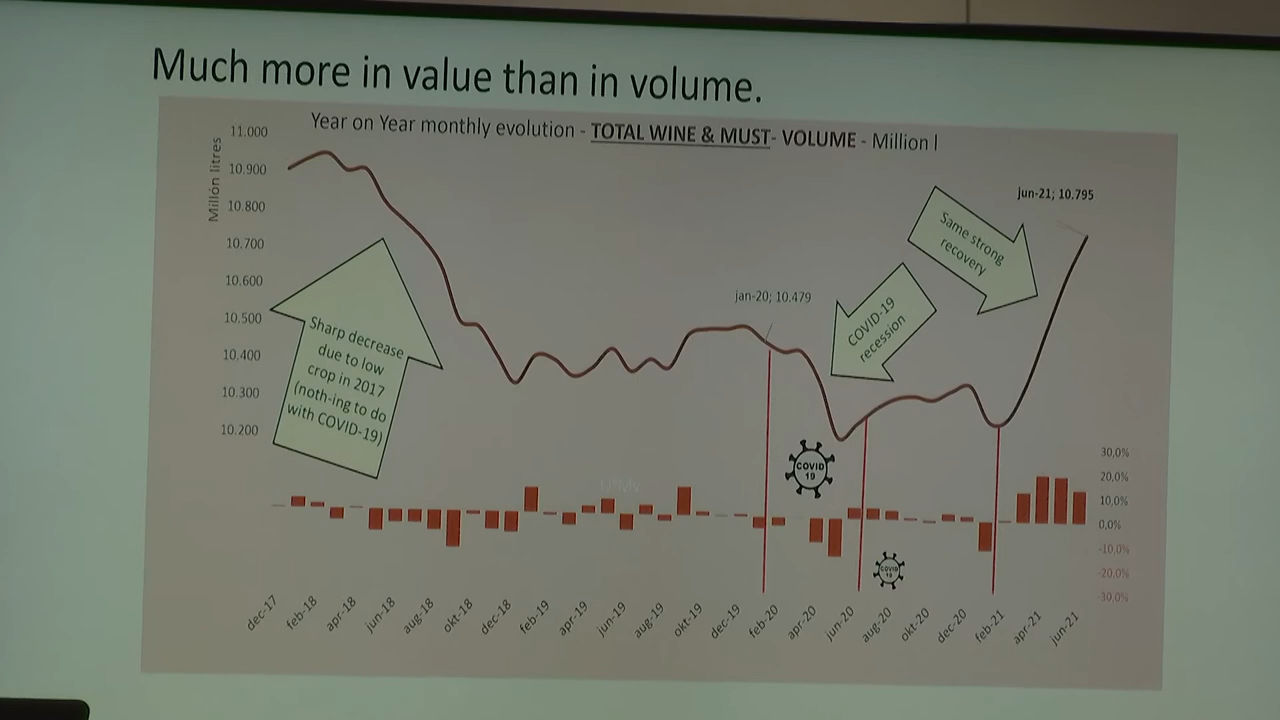 Much more in value than in volume.
Year on Year monthly evolution - TOTAL WINE & MUST- VOLUME - Million l
Millón litres
11.000
10.900
10.800
10.700
10.600
10.500
10.400
10.300
10.200
jun-21; 10.795
Same strong
recovery
jan-20; 10.479
COVID-19
recession
Sharp decrease
due to low
crop in 2017
(noth-ing to do
with COVID-19)
COVID
19
COVID
19
30,0%
20,0%
10,0%
0,0%
-10,0%
-20,0%
-30,0%
dec-17
feb-18
apr-18
jun-18
aug-18
okt-18
dec-18
feb-19
apr-19
jun-19
aug-19
okt-19
dec-19
feb-20
apr-20
jun-20
aug-20
okt-20
dec-20
feb-21
apr-21
jun-21